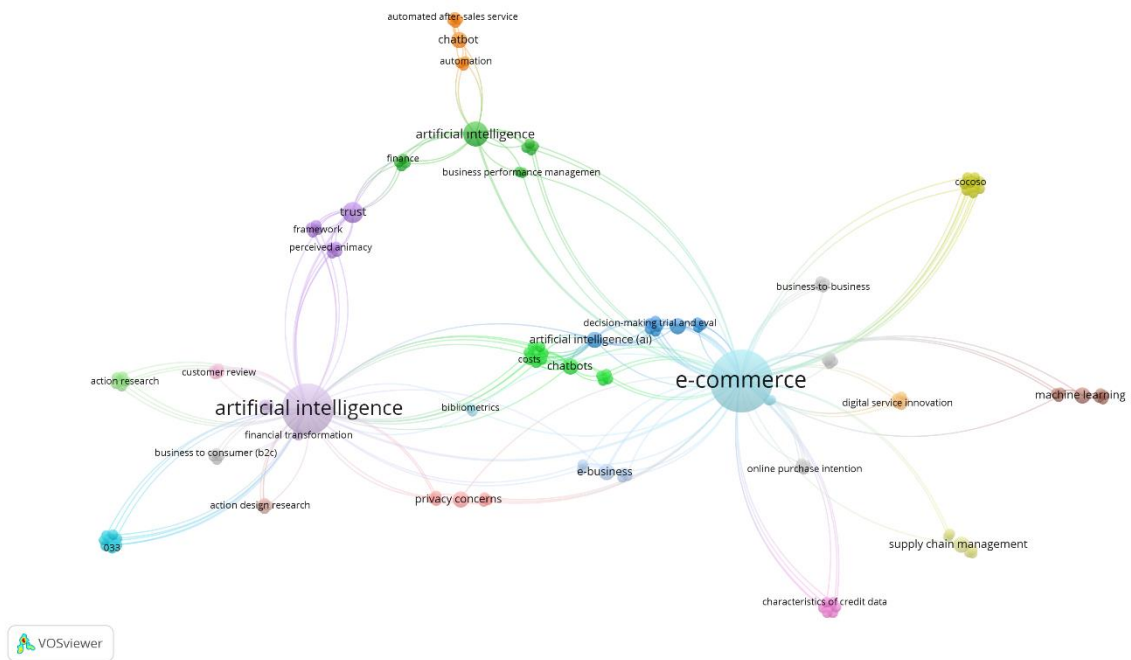 automated after-sales service
chatbot
automation
artificial intelligence
finance
business performance managemen
cocoso
trust
framework
perceived animacy
business-to-business
decision-making trial and eval
artificial intelligence (ai)
costs
chatbots
customer review
action research
e-commerce
machine learning
digital service innovation
artificial intelligence
bibliometrics
financial transformation
business to consumer (b2c)
e-business
online purchase intention
privacy concerns
action design research
033
supply chain management
characteristics of credit data
VOSviewer